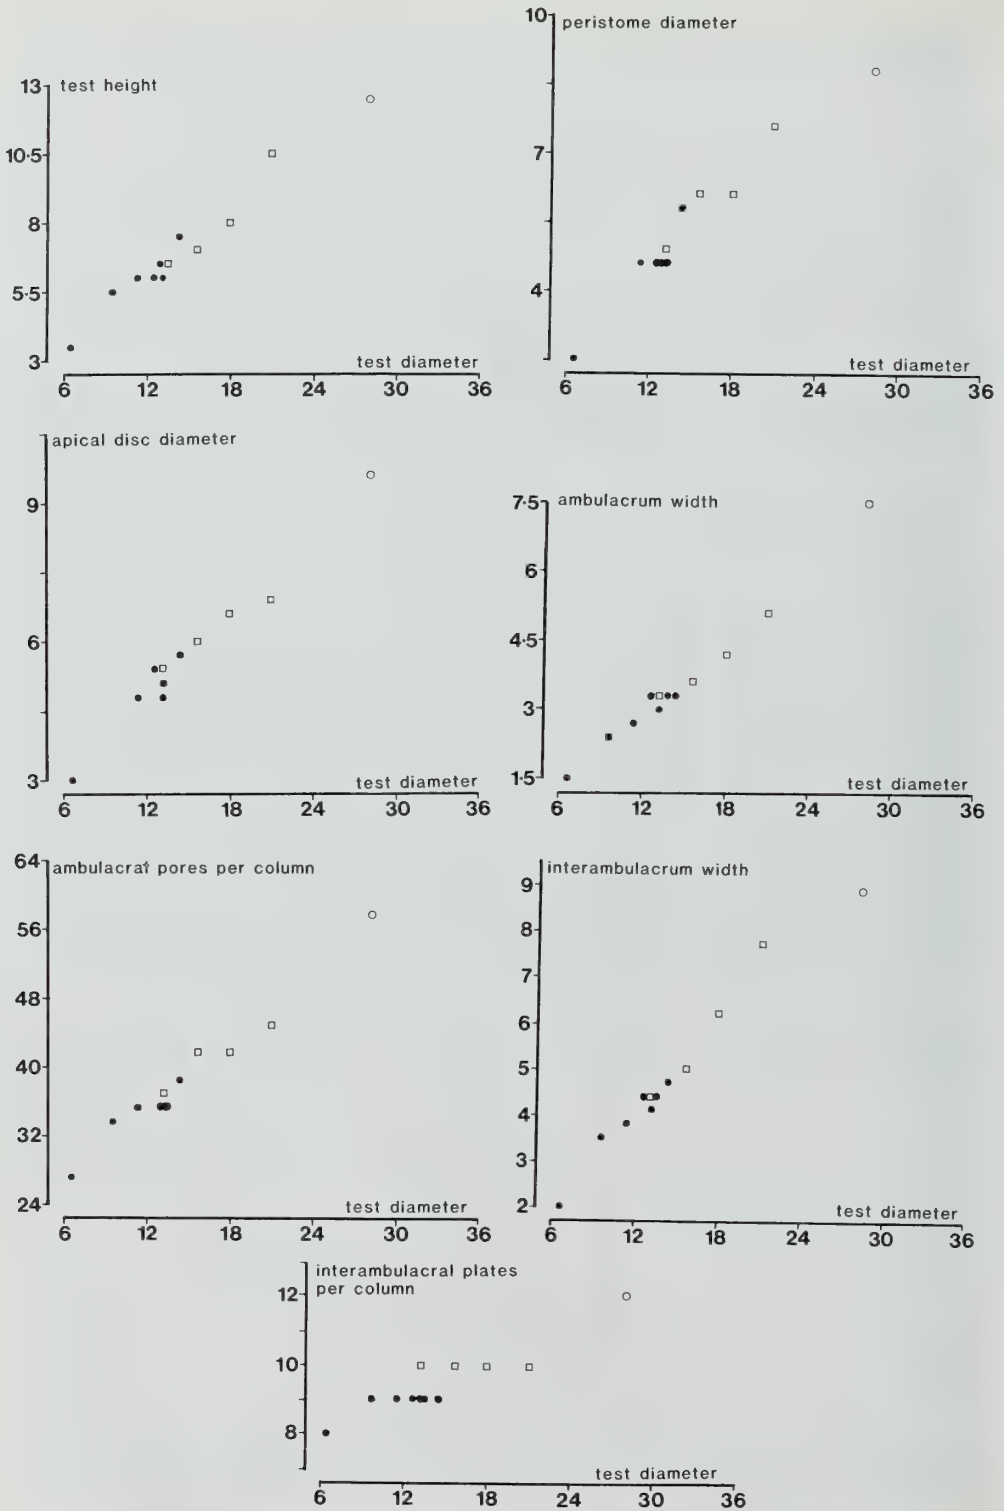 test height
13
10·5
8
5·5
3
test diameter
6 12 18 24 30 36
peristome diameter
10
7
4
test diameter
6 12 18 24 30 36
apical disc diameter
9
6
3
test diameter
6 12 18 24 30 36
ambulacrum width
7·5
6
4·5
3
1·5
test diameter
6 12 18 24 30 36
ambulacral pores per column
64
56
48
40
32
24
test diameter
6 12 18 24 30 36
interambulacrum width
9
8
7
6
5
4
3
2
test diameter
6 12 18 24 30 36
interambulacral plates
per column
12
10
8
test diameter
6 12 18 24 30 36